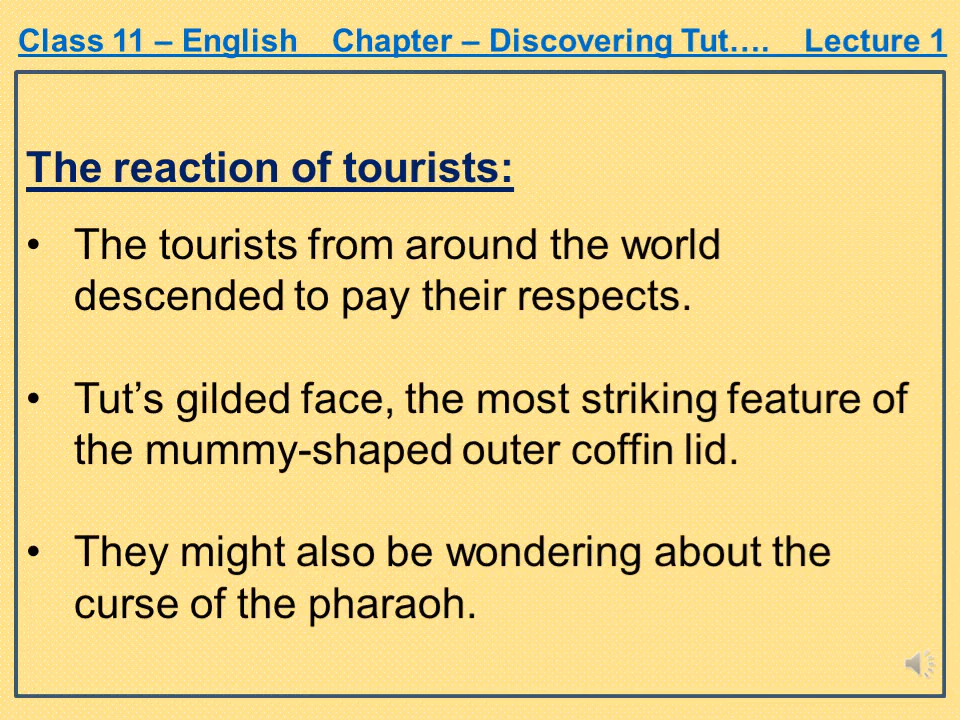 Class 11 – English    Chapter – Discovering Tut….    Lecture 1
The reaction of tourists:
• The tourists from around the world
descended to pay their respects.
• Tut’s gilded face, the most striking feature of
the mummy-shaped outer coffin lid.
• They might also be wondering about the
curse of the pharaoh.